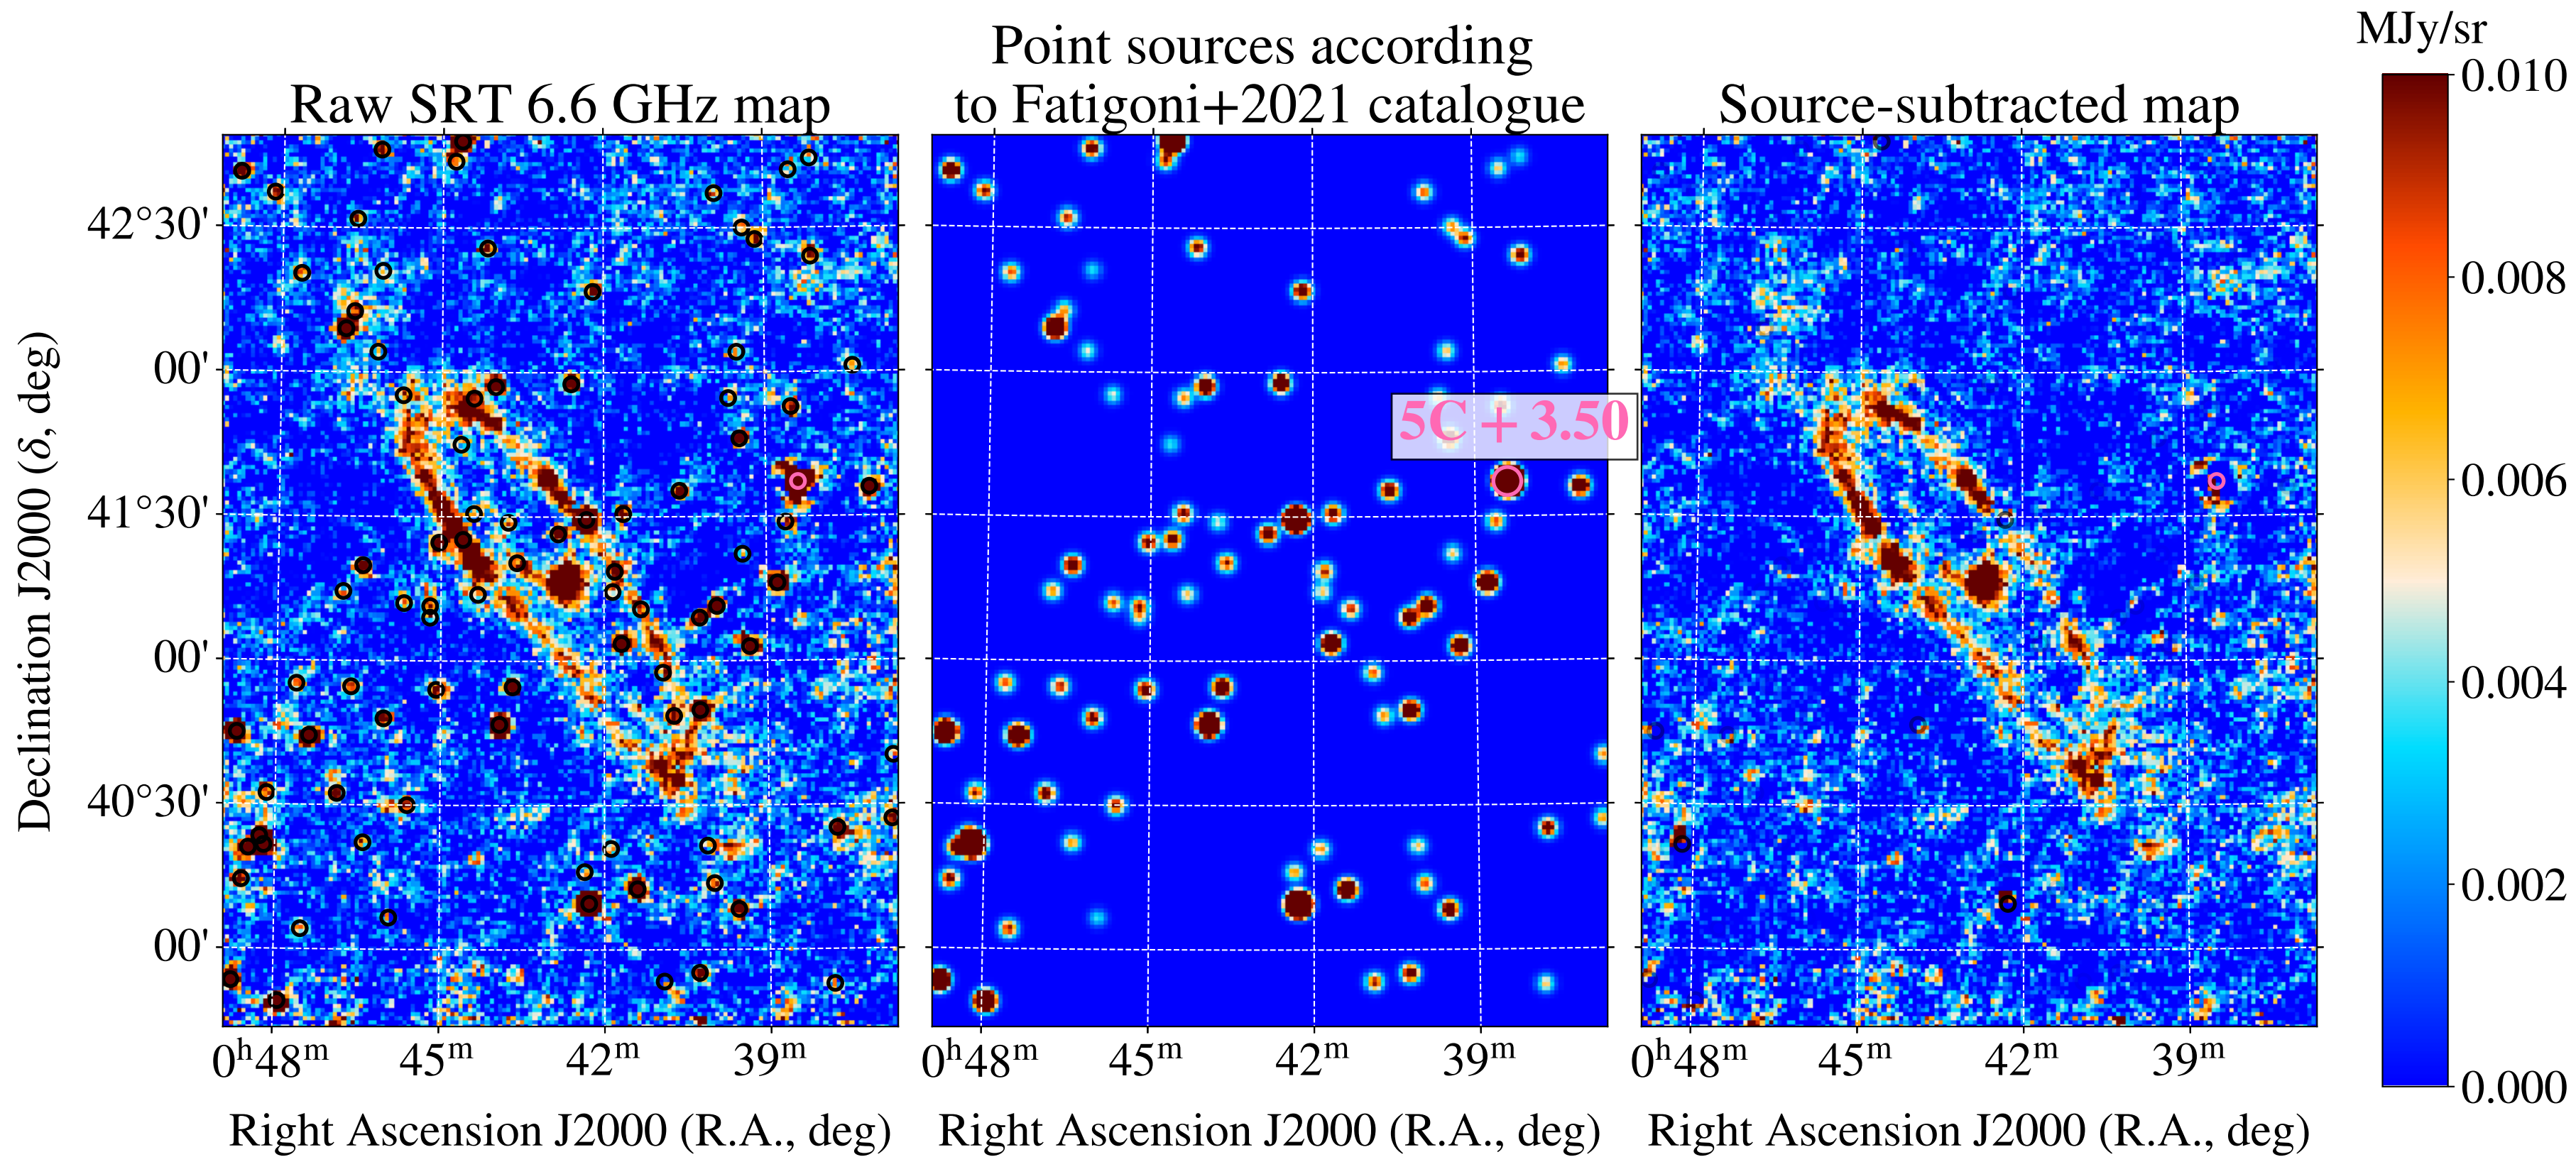 MJy/sr
Point sources according
Raw SRT 6.6 GHz map
to Fatigoni+2021 catalogue
Source-subtracted map
0.010
42°30'
0.008
00'
5C + 3.50
41°30'
0.006
00'
0.004
40°30'
0.002
00'
0.000
Declination J2000 (δ, deg)
0ʰ48ᵐ 45ᵐ 42ᵐ 39ᵐ
0ʰ48ᵐ 45ᵐ 42ᵐ 39ᵐ
0ʰ48ᵐ 45ᵐ 42ᵐ 39ᵐ
Right Ascension J2000 (R.A., deg)
Right Ascension J2000 (R.A., deg)
Right Ascension J2000 (R.A., deg)